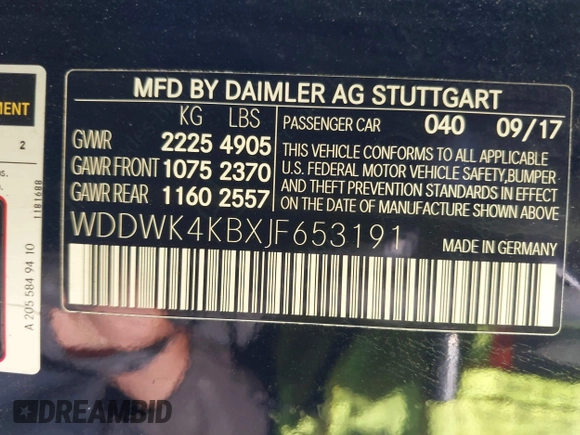 MFD BY DAIMLER AG STUTTGART
KG LBS
GVWR 2225 4905
GAWR FRONT 1075 2370
GAWR REAR 1160 2557
PASSENGER CAR 040 09/17
THIS VEHICLE CONFORMS TO ALL APPLICABLE
U.S. FEDERAL MOTOR VEHICLE SAFETY,BUMPER
AND THEFT PREVENTION STANDARDS IN EFFECT
ON THE DATE OF MANUFACTURE SHOWN ABOVE
WDDWK4KBXJF653191
MADE IN GERMANY
2
1181688
A 205 584 94 10
DREAMBID